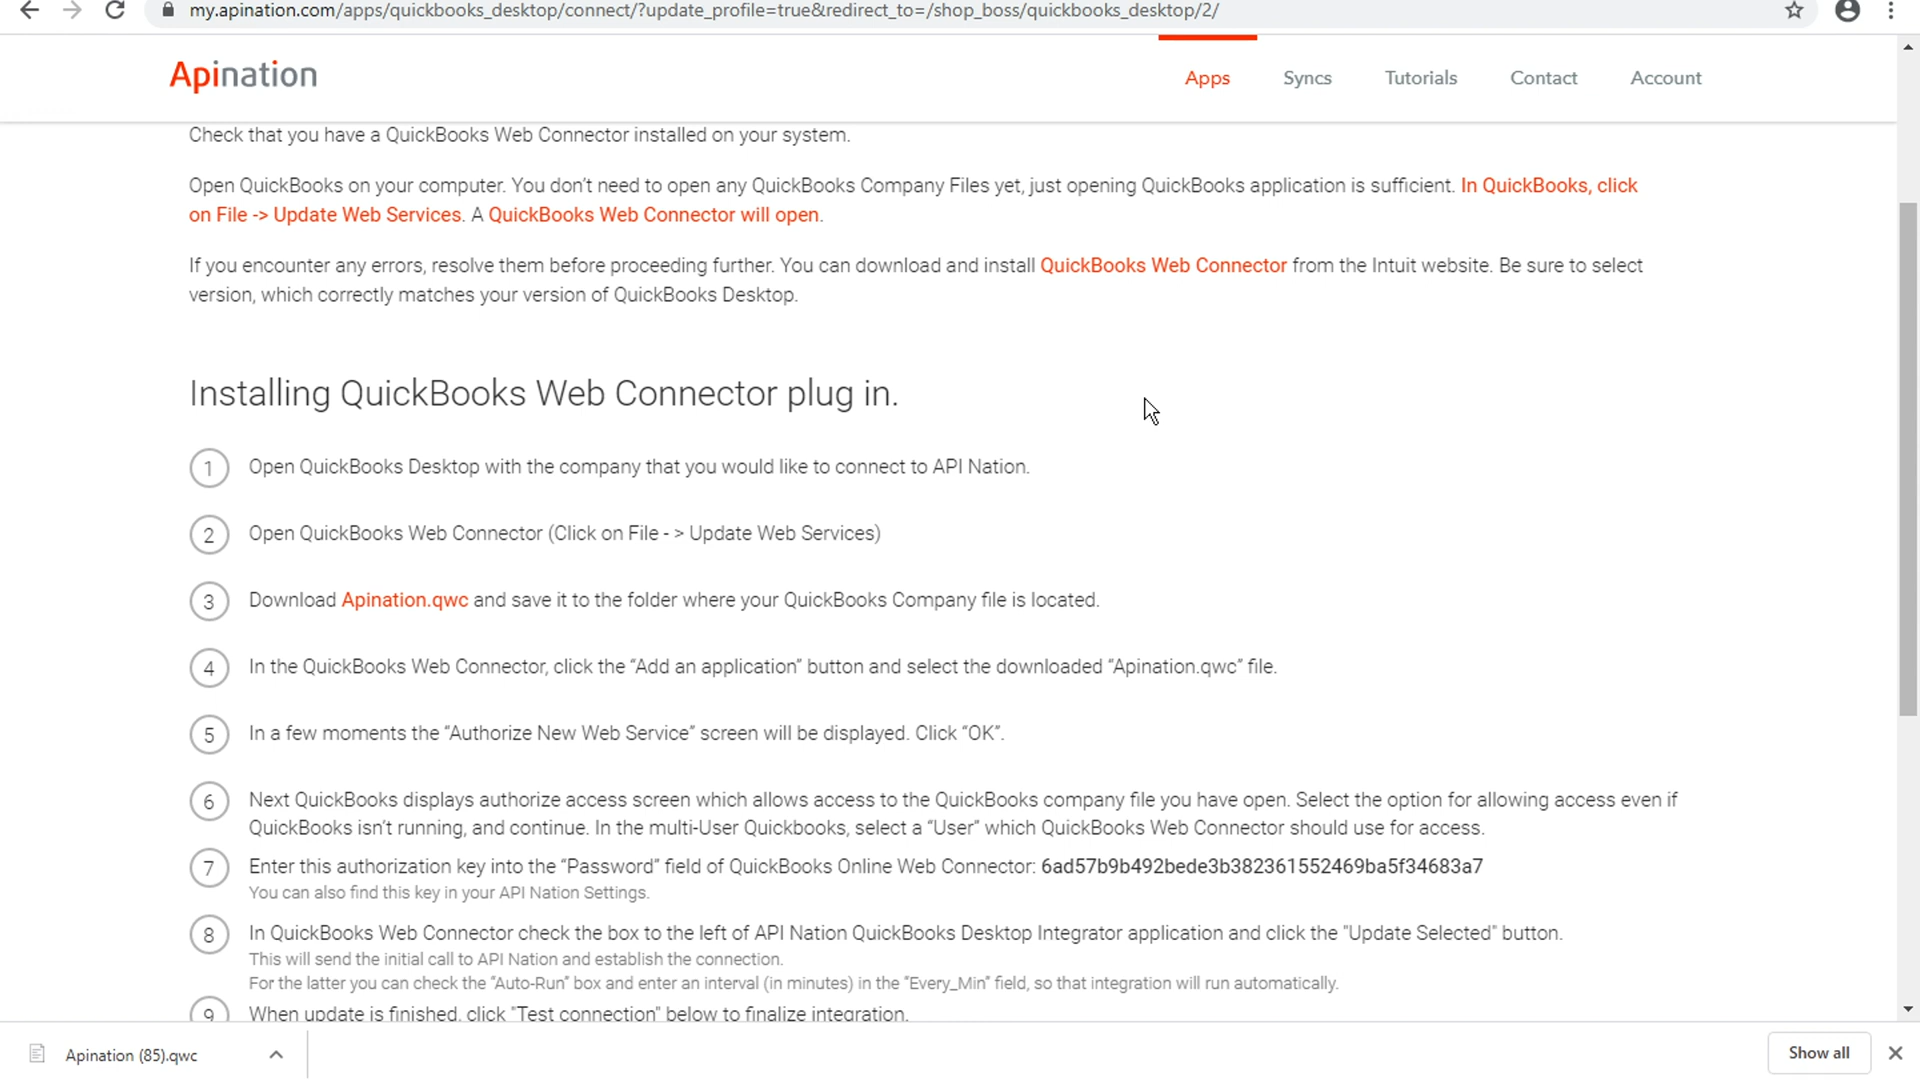 my.apination.com/apps/quickbooks_desktop/connect/?update_profile=true&redirect_to=/shop_boss/quickbooks_desktop/2/
Apination
Apps
Syncs
Tutorials
Contact
Account
Check that you have a QuickBooks Web Connector installed on your system.
Open QuickBooks on your computer. You don't need to open any QuickBooks Company Files yet, just opening QuickBooks application is sufficient. In QuickBooks, click
on File -> Update Web Services. A QuickBooks Web Connector will open.
If you encounter any errors, resolve them before proceeding further. You can download and install QuickBooks Web Connector from the Intuit website. Be sure to select
version, which correctly matches your version of QuickBooks Desktop.
Installing QuickBooks Web Connector plug in.
1 Open QuickBooks Desktop with the company that you would like to connect to API Nation.
2 Open QuickBooks Web Connector (Click on File - > Update Web Services)
3 Download Apination.qwc and save it to the folder where your QuickBooks Company file is located.
4 In the QuickBooks Web Connector, click the “Add an application” button and select the downloaded “Apination.qwc” file.
5 In a few moments the “Authorize New Web Service” screen will be displayed. Click “OK”.
6 Next QuickBooks displays authorize access screen which allows access to the QuickBooks company file you have open. Select the option for allowing access even if
QuickBooks isn't running, and continue. In the multi-User Quickbooks, select a “User” which QuickBooks Web Connector should use for access.
7 Enter this authorization key into the “Password” field of QuickBooks Online Web Connector: 6ad57b9b492bede3b382361552469ba5f34683a7
You can also find this key in your API Nation Settings.
8 In QuickBooks Web Connector check the box to the left of API Nation QuickBooks Desktop Integrator application and click the "Update Selected" button.
This will send the initial call to API Nation and establish the connection.
For the latter you can check the “Auto-Run” box and enter an interval (in minutes) in the “Every_Min” field, so that integration will run automatically.
9 When update is finished, click "Test connection" below to finalize integration.
Apination (85).qwc
Show all